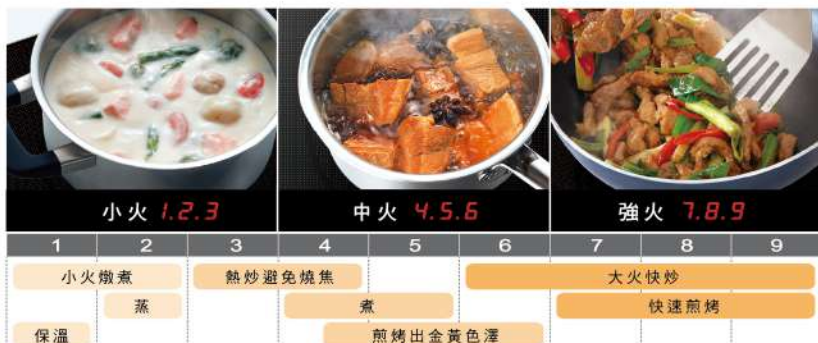 小火 1.2.3 中火 4.5.6 強火 7.8.9
1 2 3 4 5 6 7 8 9
小火燉煮 熱炒避免燒焦 大火快炒
蒸 煮 快速煎烤
保溫 煎烤出金黃色澤